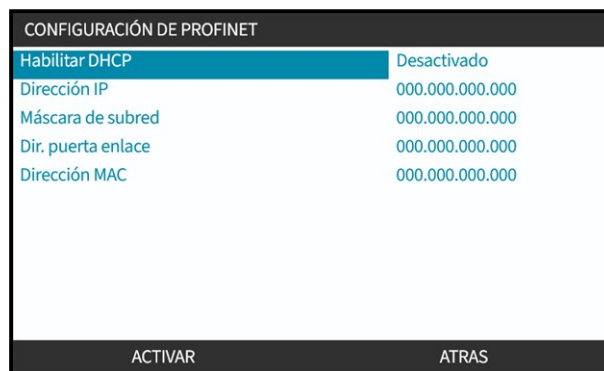 CONFIGURACIÓN DE PROFINET
Habilitar DHCP Desactivado
Dirección IP 000.000.000.000
Máscara de subred 000.000.000.000
Dir. puerta enlace 000.000.000.000
Dirección MAC 000.000.000.000
ACTIVAR ATRAS